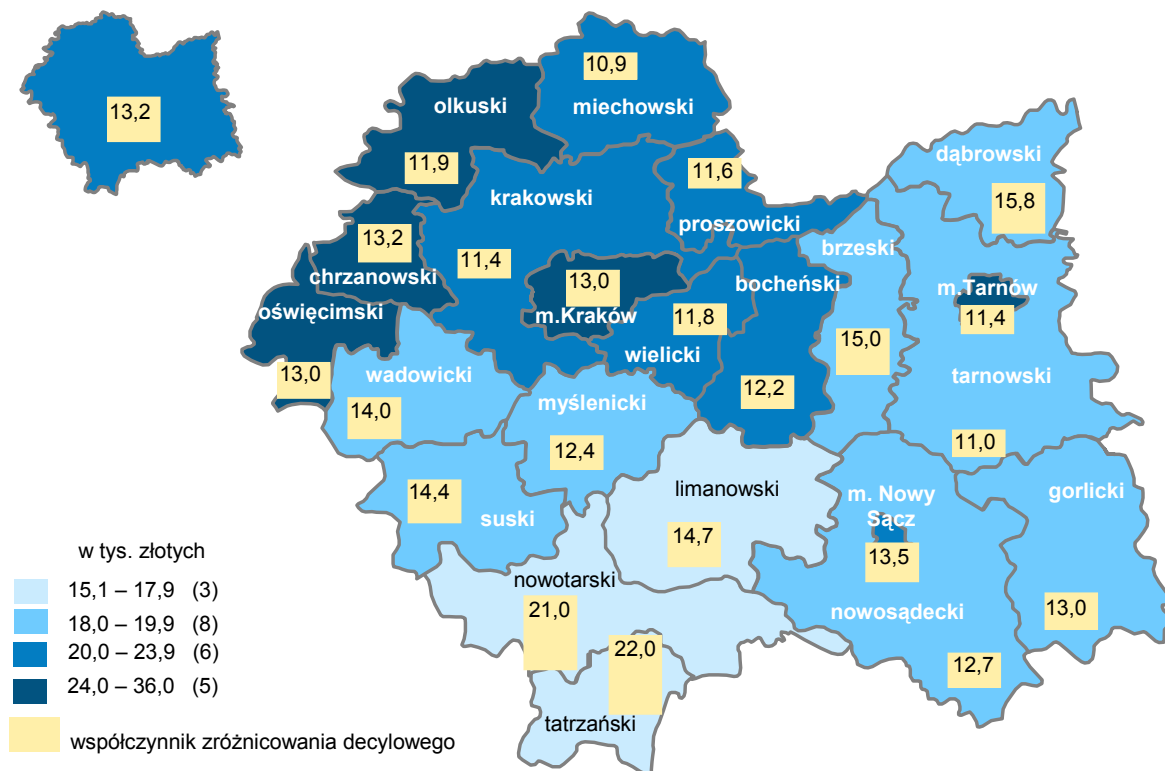 13,2
10,9
miechowski
olkuski
11,9
krakowski
11,6
proszowicki
dąbrowski
15,8
13,2
chrzanowski
11,4
13,0
m.Kraków
11,8
wielicki
bocheński
12,2
brzeski
15,0
m.Tarnów
11,4
tarnowski
11,0
oświęcimski
13,0
wadowicki
14,0
myślenicki
12,4
14,4
suski
limanowski
14,7
m. Nowy
Sącz
13,5
nowosądecki
12,7
gorlicki
13,0
nowotarski
21,0
22,0
tatrzański
w tys. złotych
15,1 – 17,9 (3)
18,0 – 19,9 (8)
20,0 – 23,9 (6)
24,0 – 36,0 (5)
współczynnik zróżnicowania decylowego